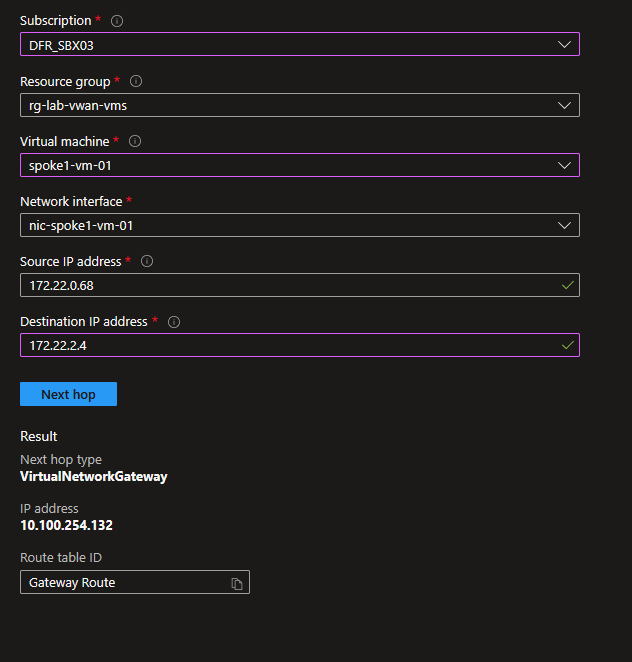 Subscription *
DFR_SBX03
Resource group *
rg-lab-vwan-vms
Virtual machine *
spoke1-vm-01
Network interface *
nic-spoke1-vm-01
Source IP address *
172.22.0.68
Destination IP address *
172.22.2.4
Next hop
Result
Next hop type
VirtualNetworkGateway
IP address
10.100.254.132
Route table ID
Gateway Route